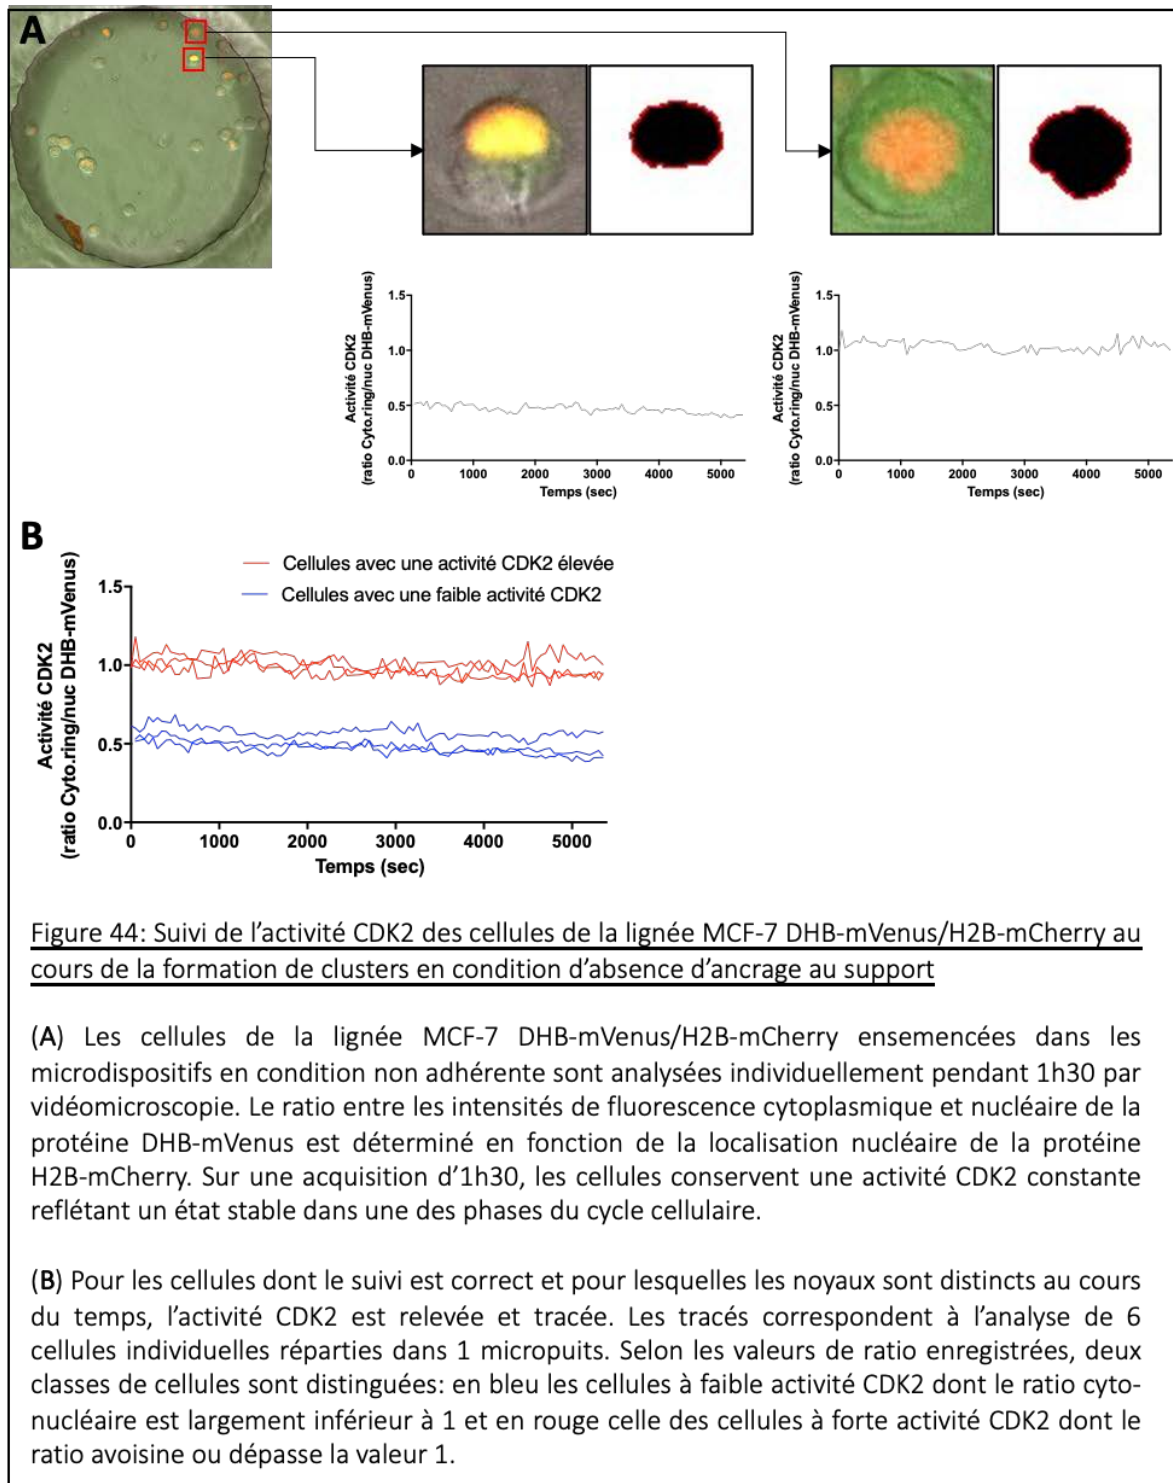 A
1.5
1.0
0.5
0.0
Activité CDK2
(ratio Cyto.ring/nuc DHB-mVenus)
0 1000 2000 3000 4000 5000
Temps (sec)
1.5
1.0
0.5
0.0
Activité CDK2
(ratio Cyto.ring/nuc DHB-mVenus)
0 1000 2000 3000 4000 5000
Temps (sec)
B
Cellules avec une activité CDK2 élevée
Cellules avec une faible activité CDK2
1.5
1.0
0.5
0.0
Activité CDK2
(ratio Cyto.ring/nuc DHB-mVenus)
0 1000 2000 3000 4000 5000
Temps (sec)
Figure 44: Suivi de l'activité CDK2 des cellules de la lignée MCF-7 DHB-mVenus/H2B-mCherry au
cours de la formation de clusters en condition d'absence d'ancrage au support
(A) Les cellules de la lignée MCF-7 DHB-mVenus/H2B-mCherry ensemencées dans les
microdispositifs en condition non adhérente sont analysées individuellement pendant 1h30 par
vidéomicroscopie. Le ratio entre les intensités de fluorescence cytoplasmique et nucléaire de la
protéine DHB-mVenus est déterminé en fonction de la localisation nucléaire de la protéine
H2B-mCherry. Sur une acquisition d'1h30, les cellules conservent une activité CDK2 constante
reflétant un état stable dans une des phases du cycle cellulaire.
(B) Pour les cellules dont le suivi est correct et pour lesquelles les noyaux sont distincts au cours
du temps, l'activité CDK2 est relevée et tracée. Les tracés correspondent à l'analyse de 6
cellules individuelles réparties dans 1 micropuits. Selon les valeurs de ratio enregistrées, deux
classes de cellules sont distinguées: en bleu les cellules à faible activité CDK2 dont le ratio cyto-
nucléaire est largement inférieur à 1 et en rouge celle des cellules à forte activité CDK2 dont le
ratio avoisine ou dépasse la valeur 1.